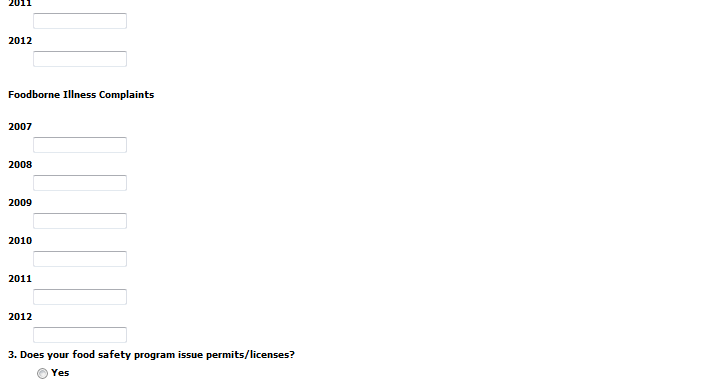 2011
2012
Foodborne Illness Complaints
2007
2008
2009
2010
2011
2012
3. Does your food safety program issue permits/licenses?
Yes